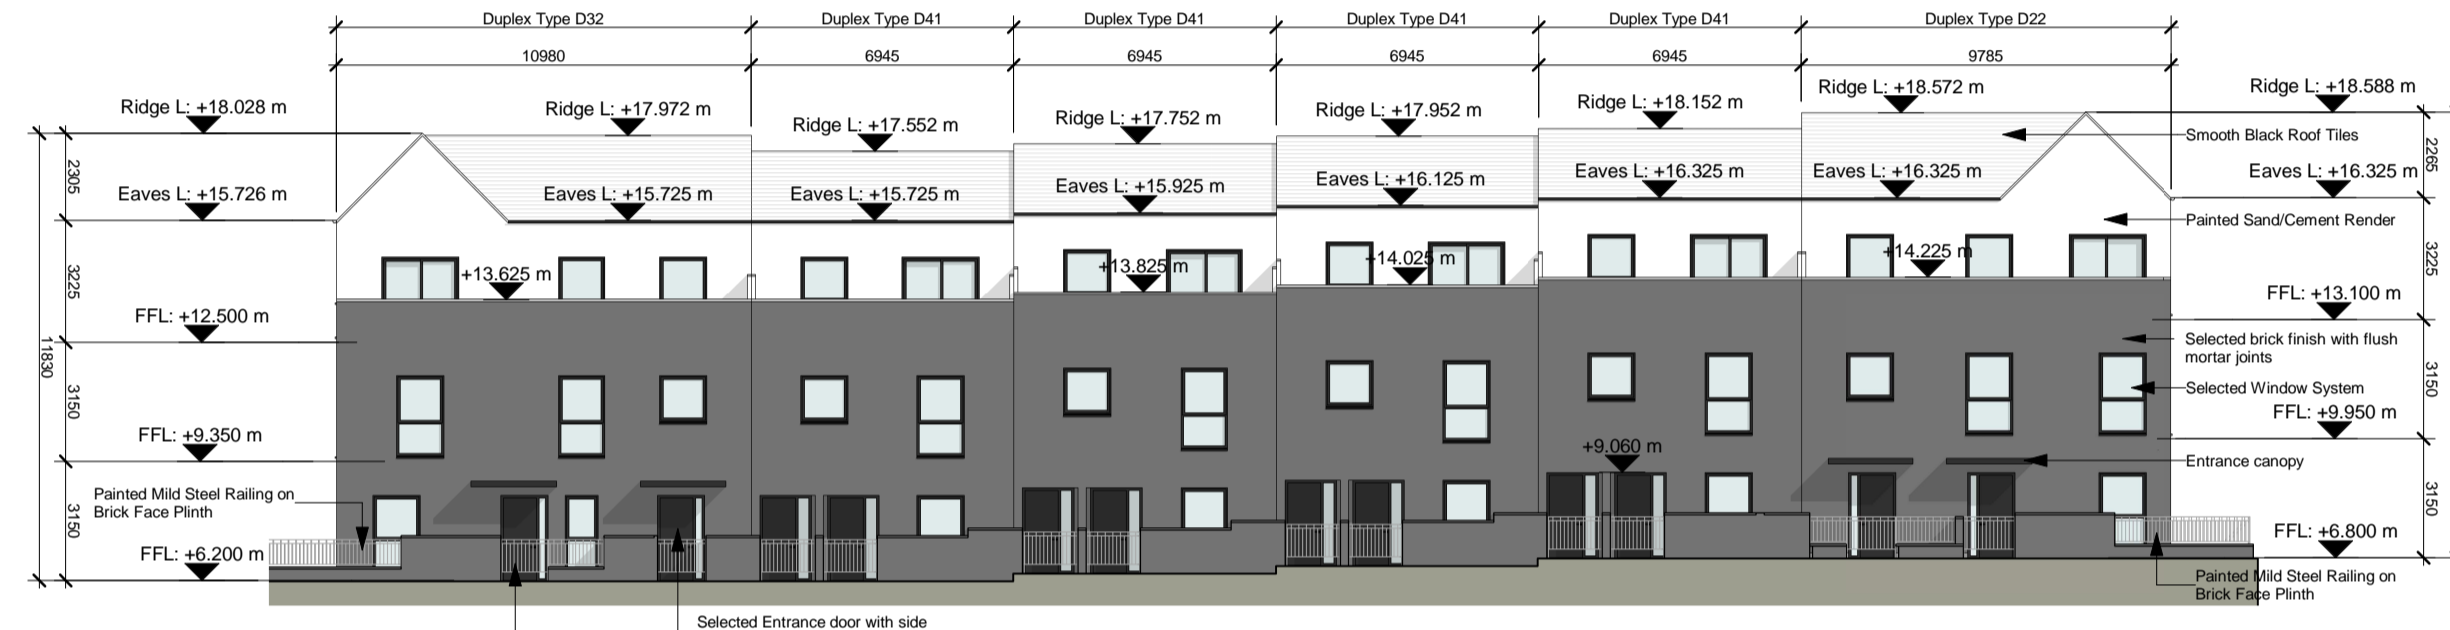 Duplex Type D32
Duplex Type D41
Duplex Type D41
Duplex Type D41
Duplex Type D41
Duplex Type D22
10980
6945
6945
6945
6945
9785
Ridge L: +18.028 m
Ridge L: +17.972 m
Ridge L: +17.552 m
Ridge L: +17.752 m
Ridge L: +17.952 m
Ridge L: +18.152 m
Ridge L: +18.572 m
Ridge L: +18.588 m
Smooth Black Roof Tiles
2305
2265
Eaves L: +15.726 m
Eaves L: +15.725 m
Eaves L: +15.725 m
Eaves L: +15.925 m
Eaves L: +16.125 m
Eaves L: +16.325 m
Eaves L: +16.325 m
Eaves L: +16.325 m
Painted Sand/Cement Render
3225
+13.625 m
+13.825 m
+14.025 m
+14.225 m
3225
FFL: +12.500 m
FFL: +13.100 m
Selected brick finish with flush
mortar joints
11830
3150
3150
Selected Window System
FFL: +9.350 m
+9.060 m
FFL: +9.950 m
Entrance canopy
Painted Mild Steel Railing on
Brick Face Plinth
3150
3150
FFL: +6.200 m
FFL: +6.800 m
Painted Mild Steel Railing on
Brick Face Plinth
Selected Entrance door with side